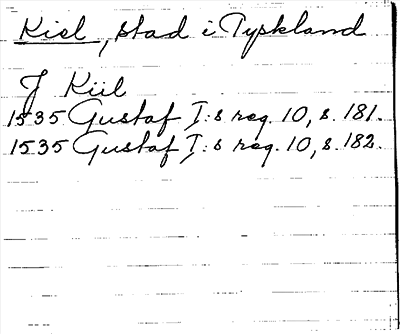 Kiel, stad i Tyskland
J Kiil
1535 Gustaf I:s reg. 10, s. 181.
1535 Gustaf I:s reg. 10, s. 182.